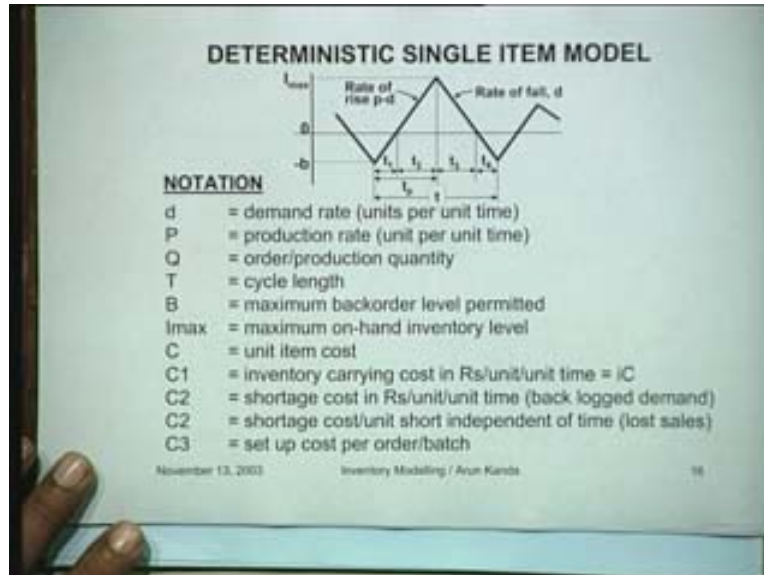 DETERMINISTIC SINGLE ITEM MODEL
Imax
Rate of
rise p-d
Rate of fall, d
0
-b
t1 t2 t3 t4
tp
t
NOTATION
d = demand rate (units per unit time)
P = production rate (unit per unit time)
Q = order/production quantity
T = cycle length
B = maximum backorder level permitted
Imax = maximum on-hand inventory level
C = unit item cost
C1 = inventory carrying cost in Rs/unit/unit time = iC
C2 = shortage cost in Rs/unit/unit time (back logged demand)
C2 = shortage cost/unit short independent of time (lost sales)
C3 = set up cost per order/batch
November 13, 2003 Inventory Modelling / Arun Kanda 16